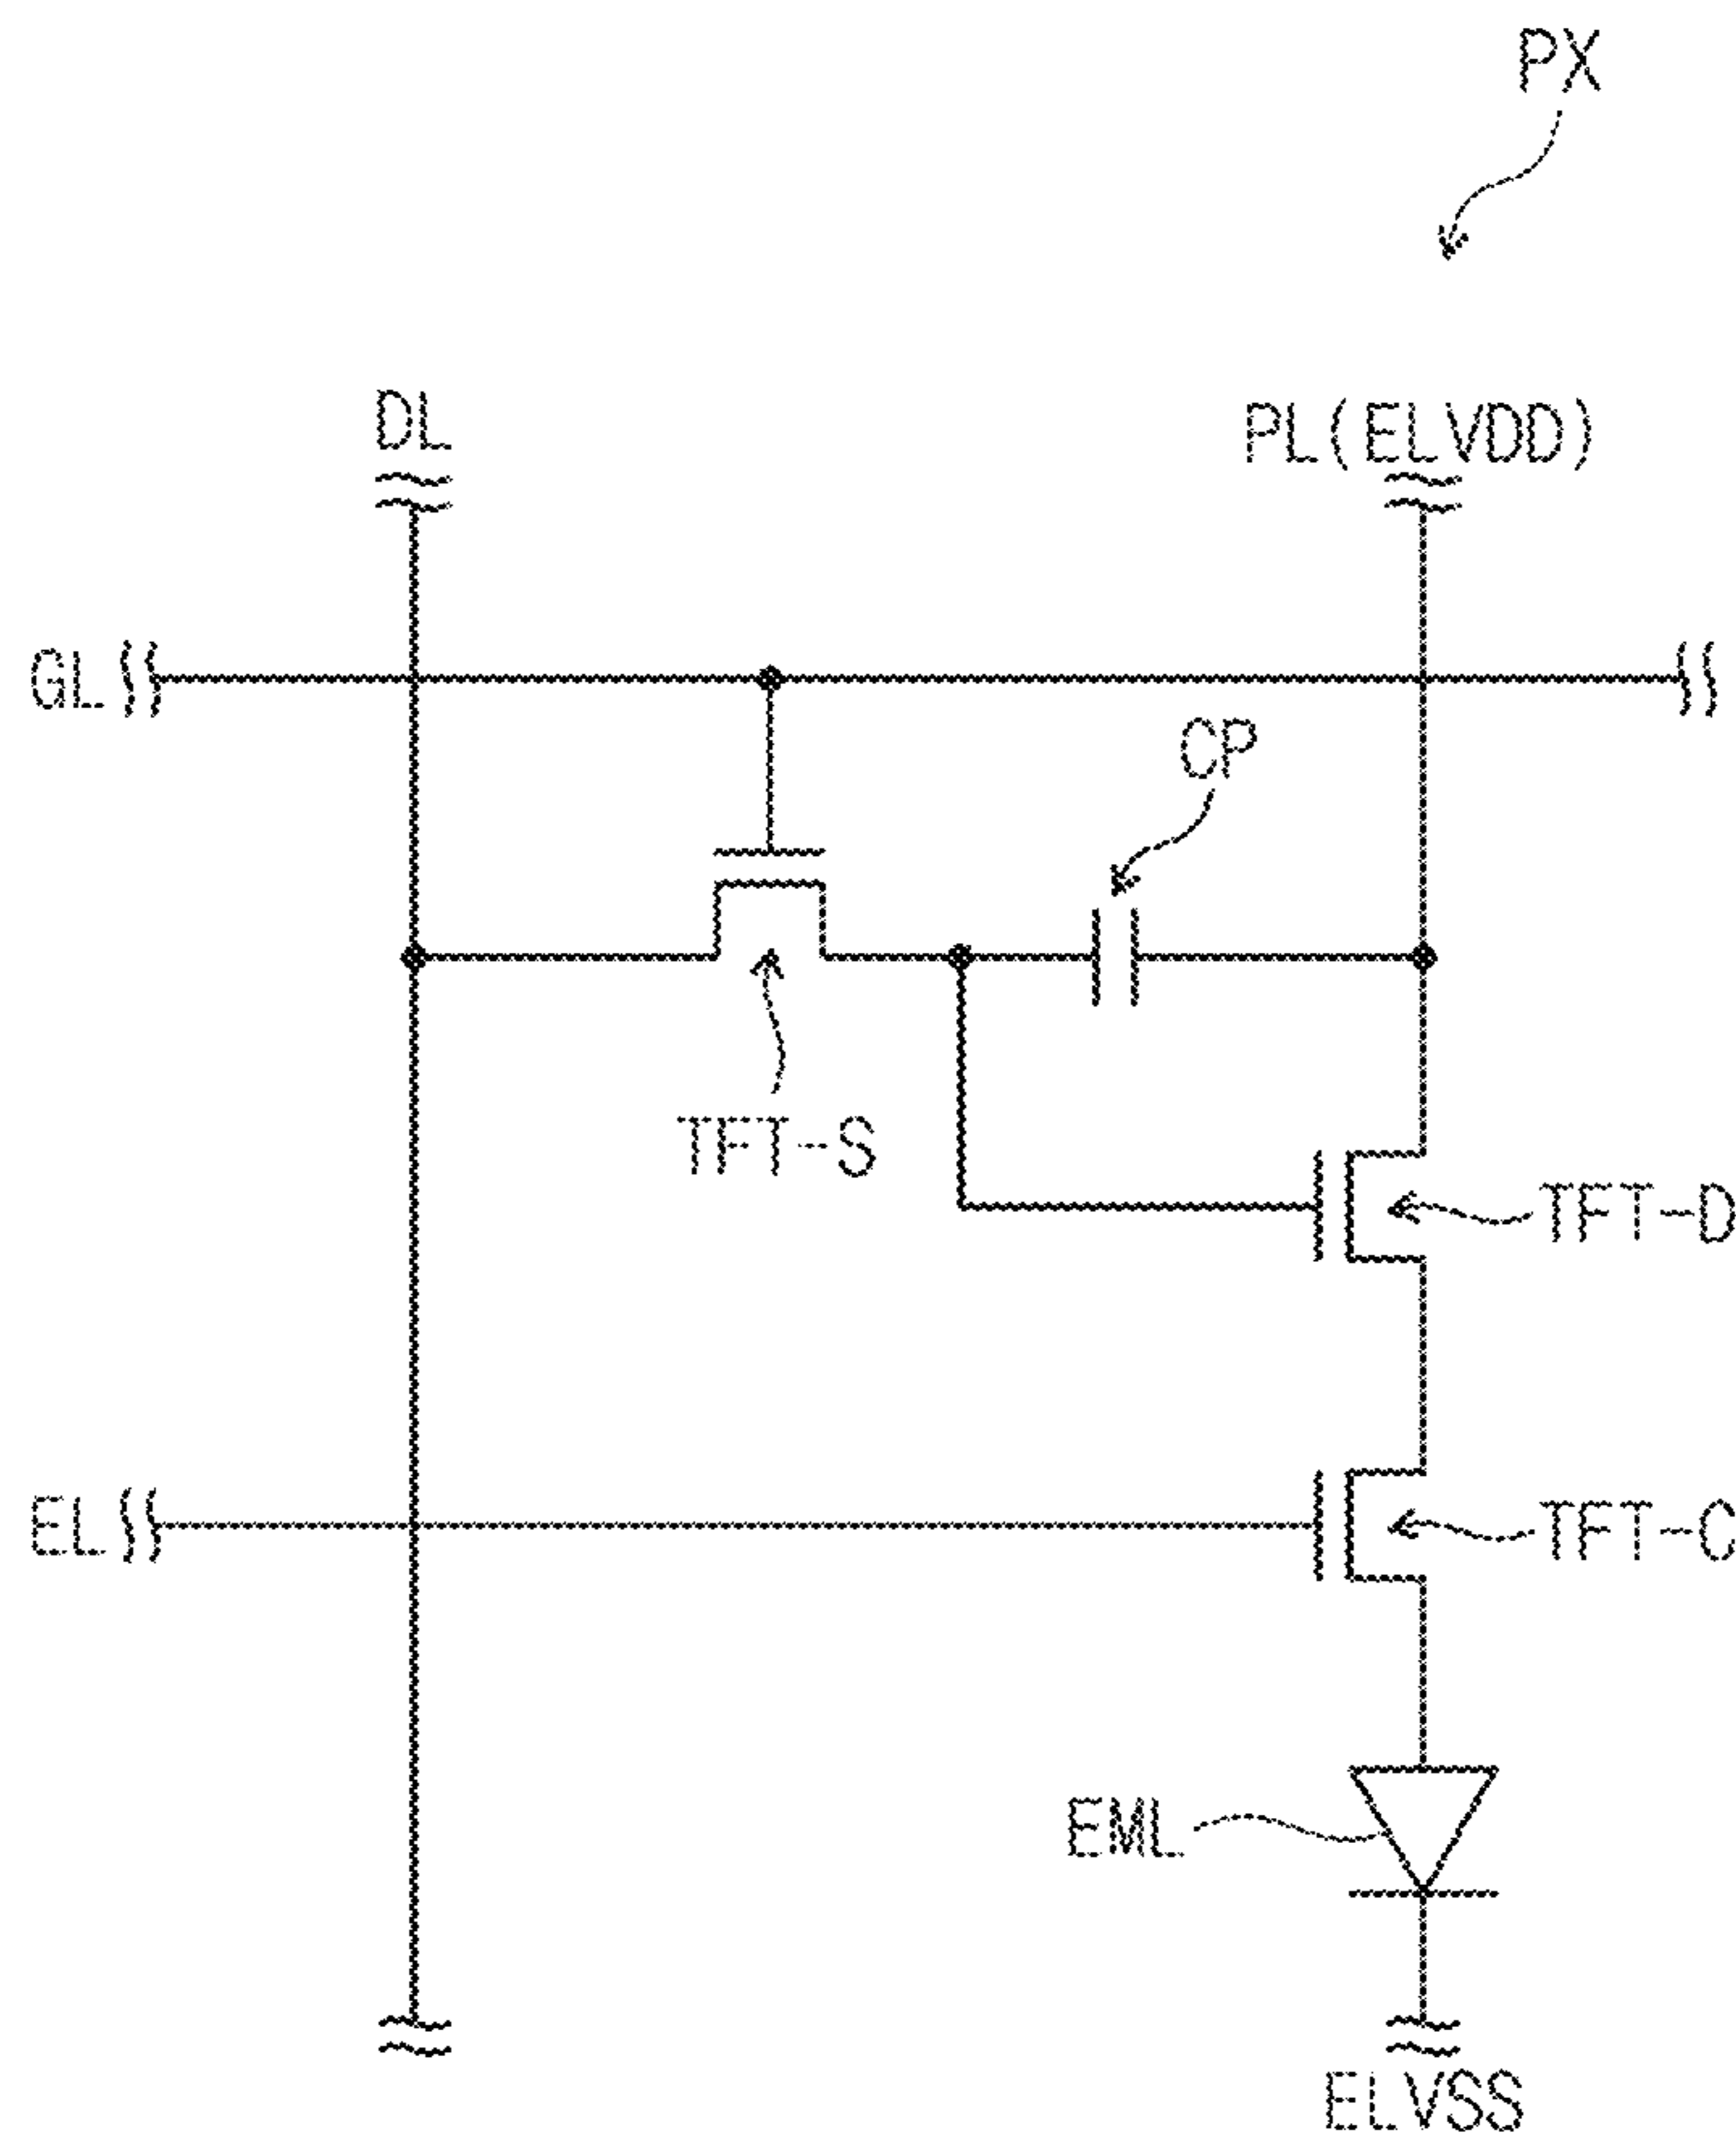 PX
DL
PL(ELVDD)
GL
CP
TFT-S
TFT-D
EL
TFT-C
EML
ELVSS